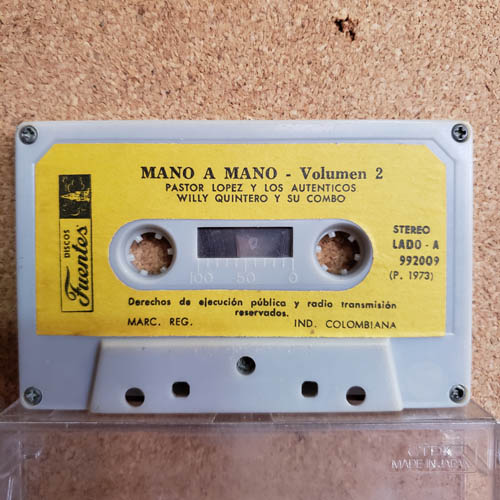 MANO A MANO - Volumen 2
PASTOR LOPEZ Y LOS AUTENTICOS
WILLY QUINTERO Y SU COMBO
DISCOS
Fuentes
STEREO
LADO - A
992009
(P. 1973)
100 50 0
Derechos de ejecución pública y radio transmisión
reservados.
MARC. REG.
IND. COLOMBIANA
TDK
MADE IN JAPAN